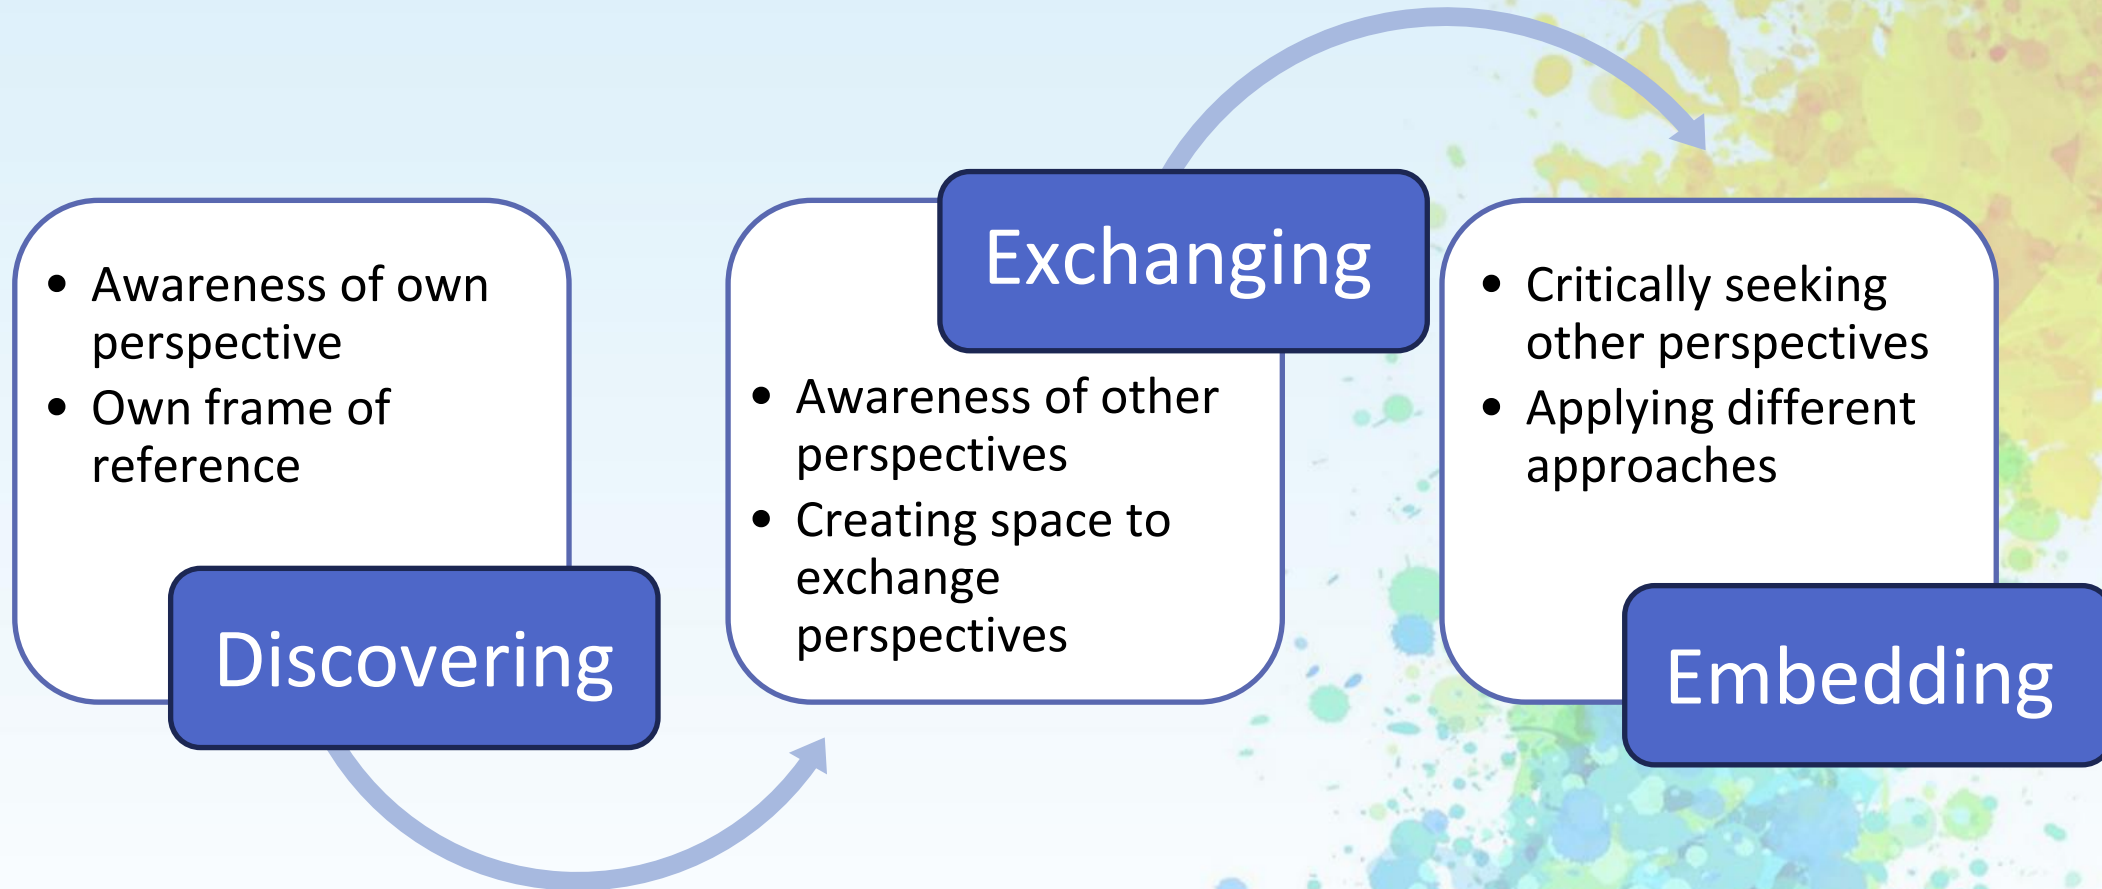 • Awareness of own
perspective
• Own frame of
reference
Discovering
Exchanging
• Awareness of other
perspectives
• Creating space to
exchange
perspectives
• Critically seeking
other perspectives
• Applying different
approaches
Embedding